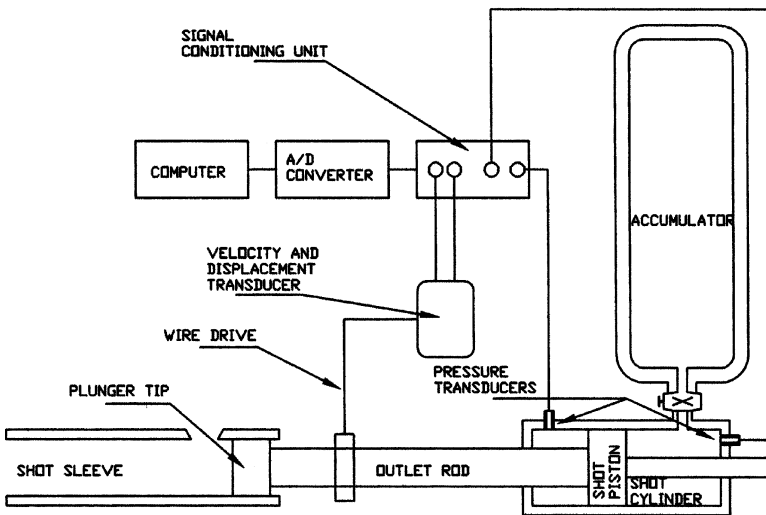 SIGNAL
CONDITIONING UNIT
COMPUTER
A/D
CONVERTER
ACCUMULATOR
VELOCITY AND
DISPLACEMENT
TRANSDUCER
WIRE DRIVE
PRESSURE
TRANSDUCERS
PLUNGER TIP
SHOT SLEEVE
OUTLET ROD
SHOT
PISTON
SHOT
CYLINDER